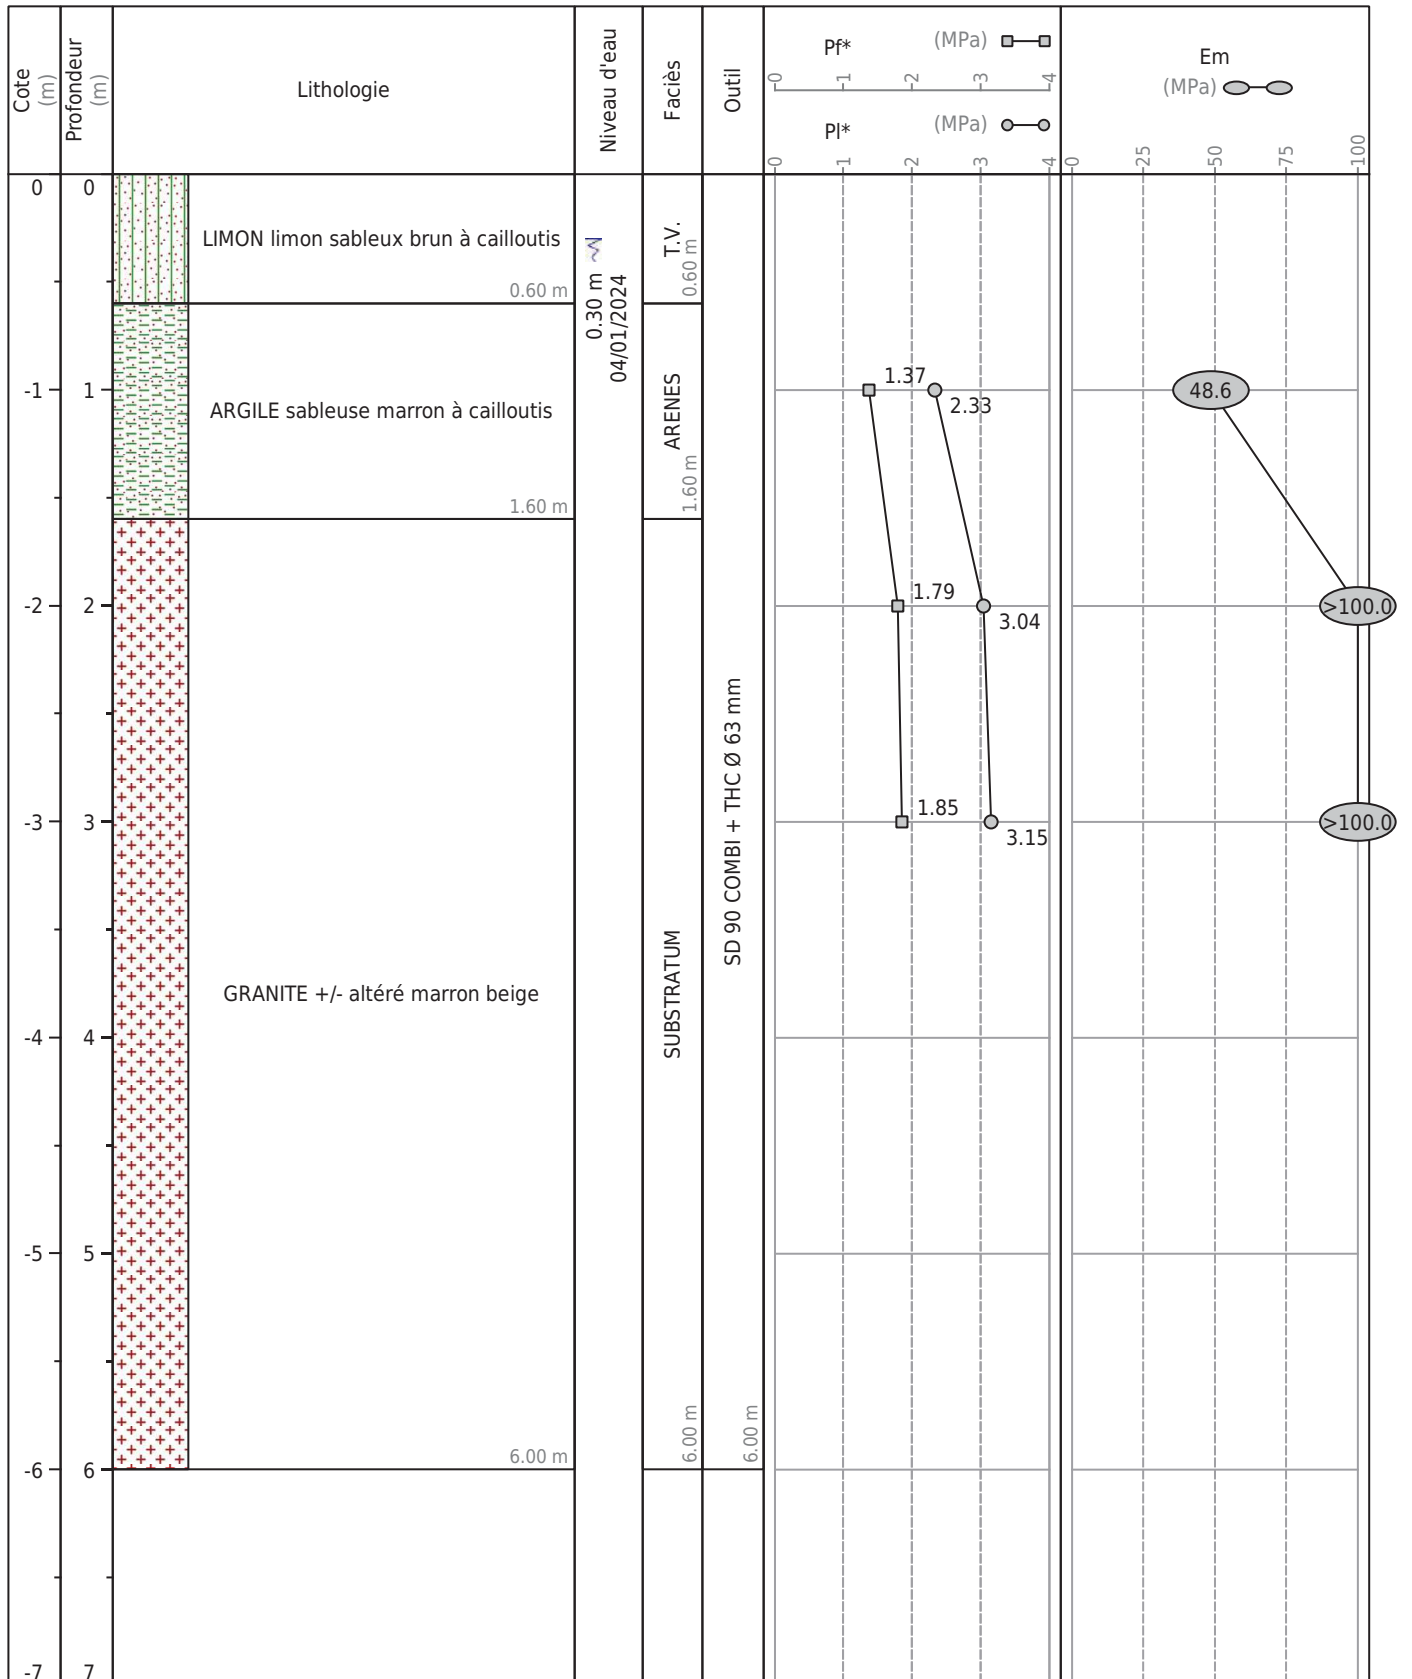 Cote
(m)
Profondeur
(m)
Lithologie
Niveau d'eau
Faciès
Outil
Pf*
(MPa)
0 1 2 3 4
Pl*
(MPa)
0 1 2 3 4
Em
(MPa)
0 25 50 75 100
0 0
LIMON limon sableux brun à cailloutis
0.60 m
0.30 m
04/01/2024
T.V.
0.60 m
-1 1
ARGILE sableuse marron à cailloutis
1.60 m
ARENES
1.60 m
1.37
2.33
48.6
-2 2
1.79
3.04
>100.0
-3 3
1.85
3.15
>100.0
SD 90 COMBI + THC Ø 63 mm
GRANITE +/- altéré marron beige
SUBSTRATUM
-4 4
-5 5
6.00 m
6.00 m
6.00 m
-6 6
-7 7